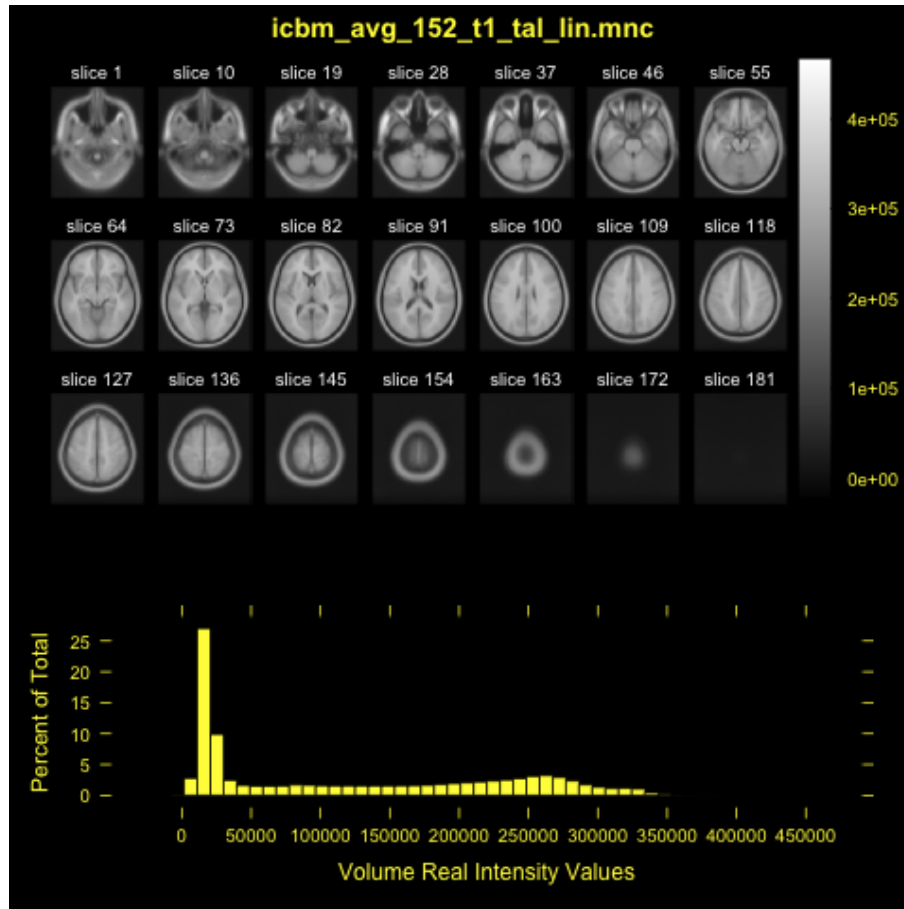 icbm_avg_152_t1_tal_lin.mnc
slice 1 slice 10 slice 19 slice 28 slice 37 slice 46 slice 55
4e+05
3e+05
slice 64 slice 73 slice 82 slice 91 slice 100 slice 109 slice 118
2e+05
slice 127 slice 136 slice 145 slice 154 slice 163 slice 172 slice 181
1e+05
0e+00
Percent of Total
25
20
15
10
5
0
0 50000 100000 150000 200000 250000 300000 350000 400000 450000
Volume Real Intensity Values